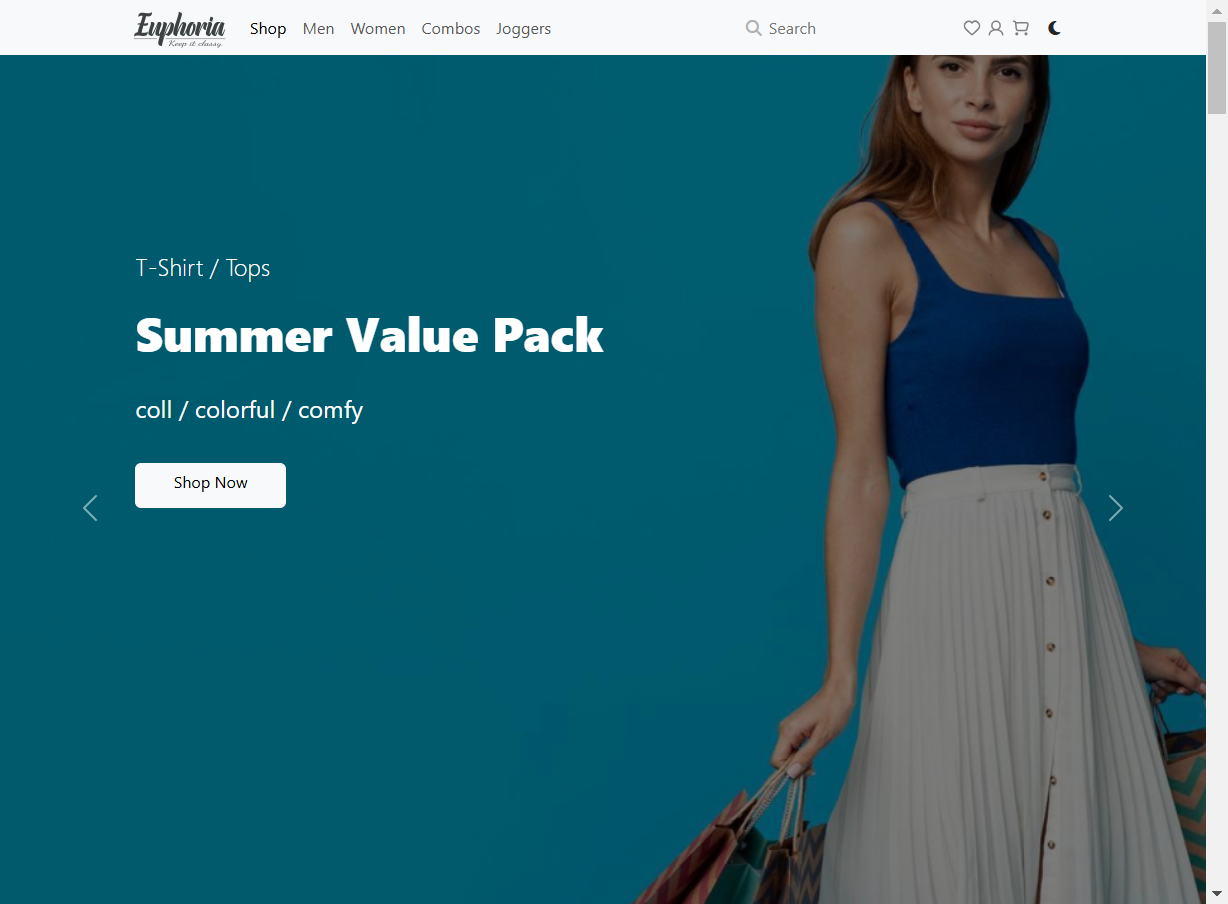 Euphoria
Keep it classy.
Shop Men Women Combos Joggers Search
T-Shirt / Tops
Summer Value Pack
coll / colorful / comfy
Shop Now